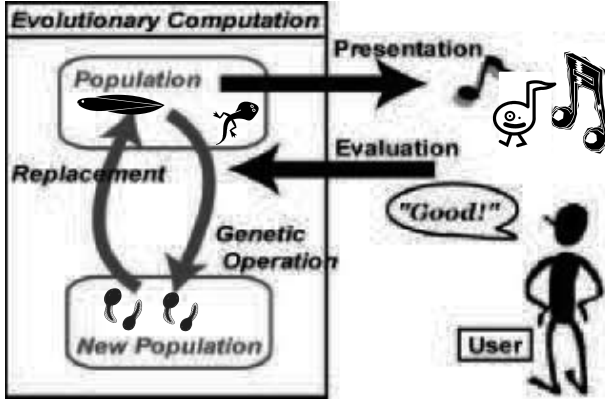 Evolutionary Computation
Population
Presentation
Evaluation
Replacement
"Good!"
Genetic
Operation
New Population
User